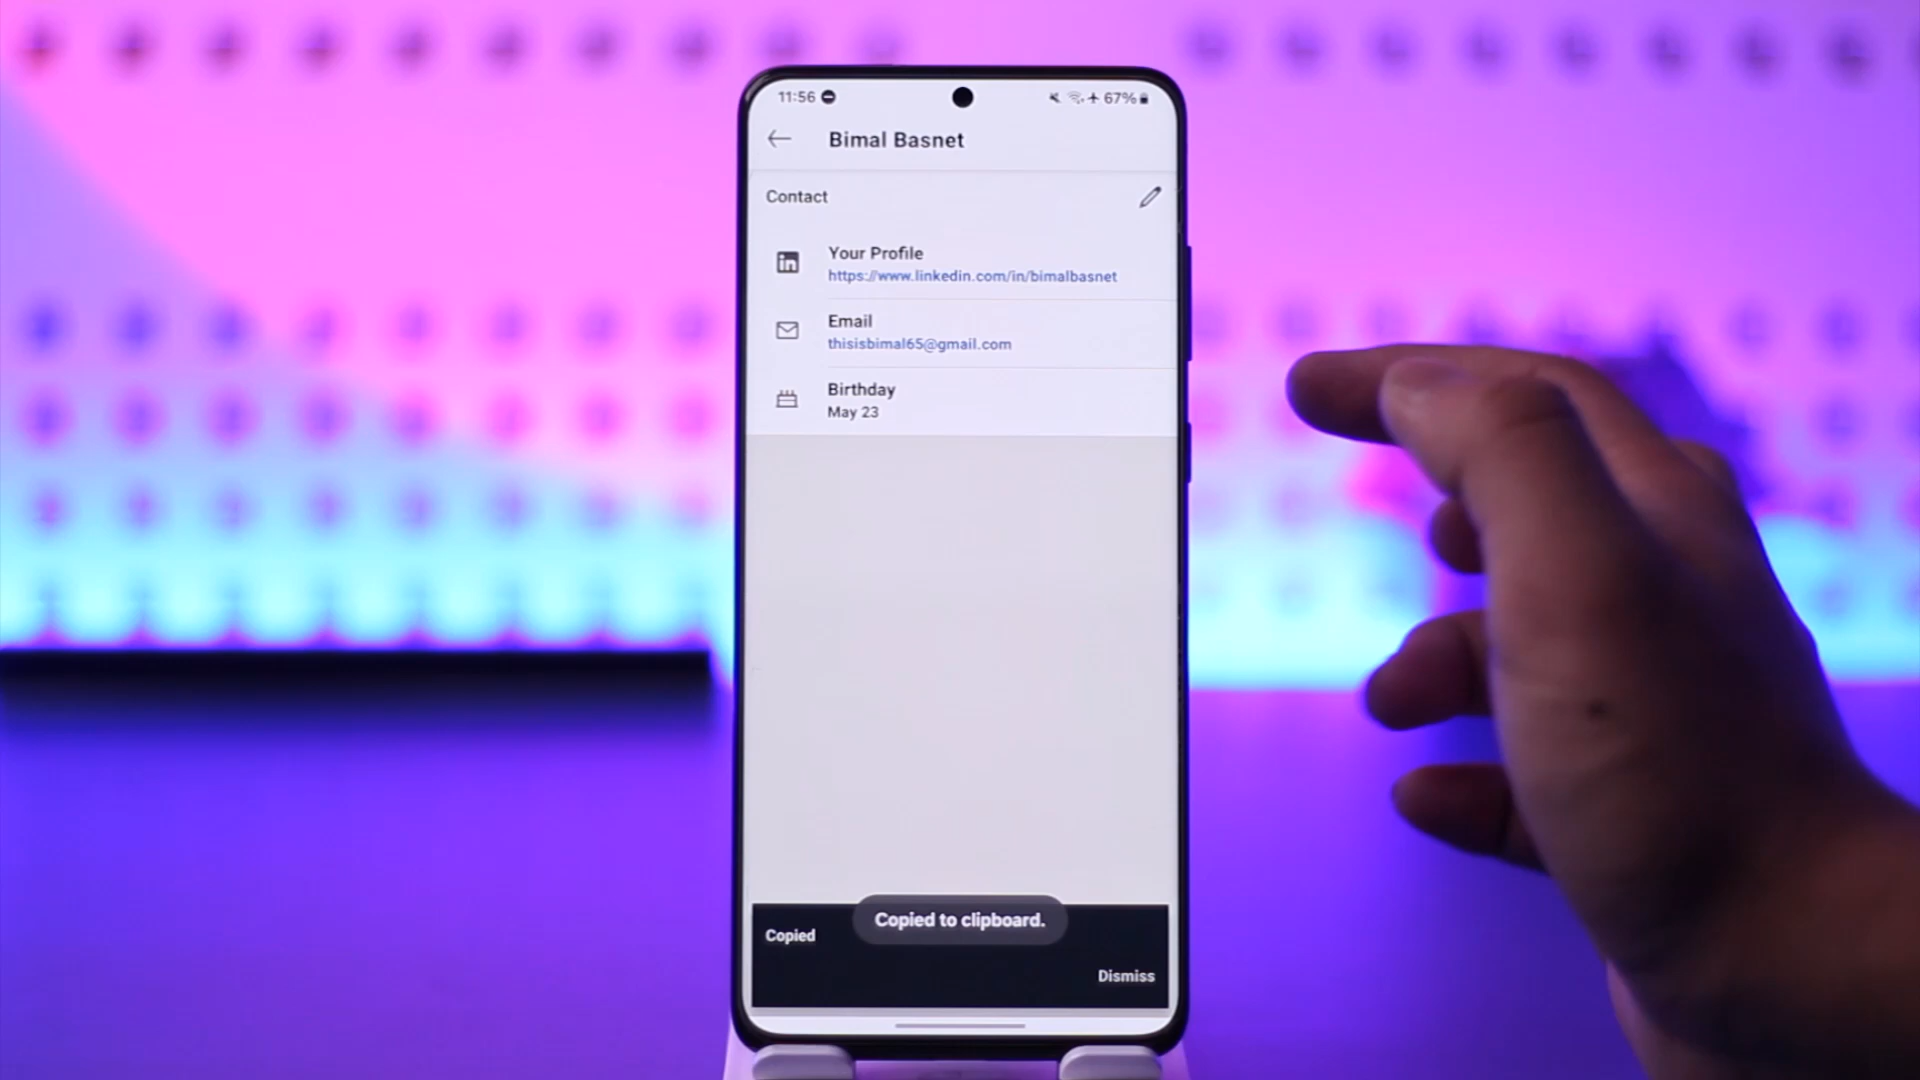 11:56
67%
Bimal Basnet
Contact
in
Your Profile
https://www.linkedin.com/in/bimalbasnet
Email
thisisbimal65@gmail.com
Birthday
May 23
Copied to clipboard.
Copied
Dismiss